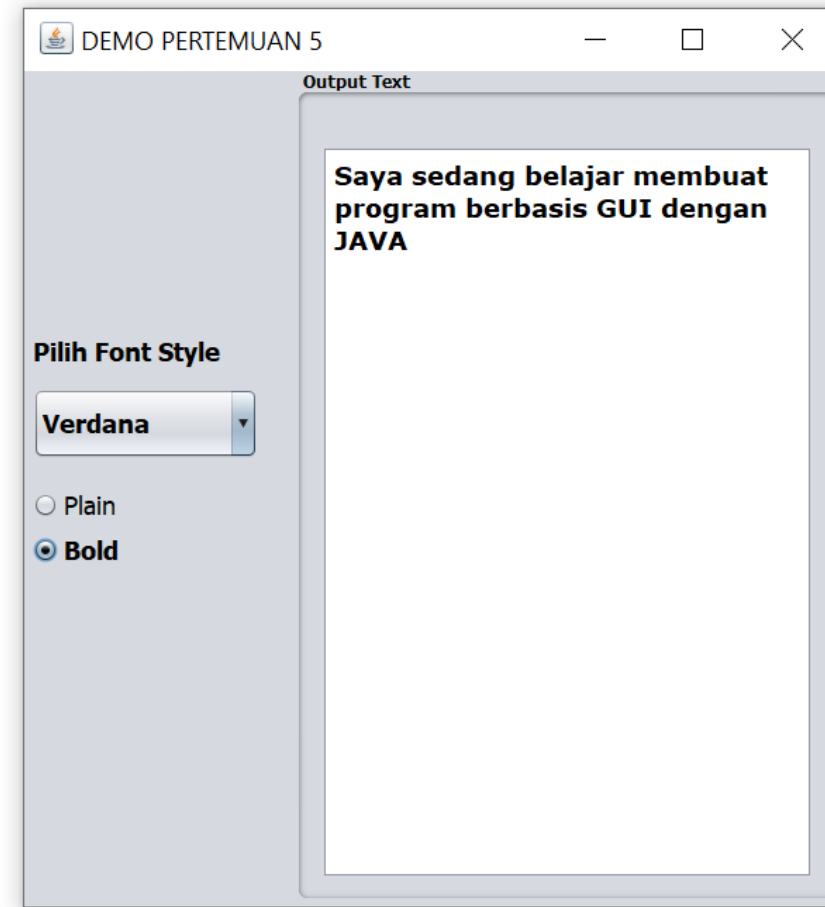 DEMO PERTEMUAN 5
Output Text
Saya sedang belajar membuat
program berbasis GUI dengan
JAVA
Pilih Font Style
Verdana
Plain
Bold